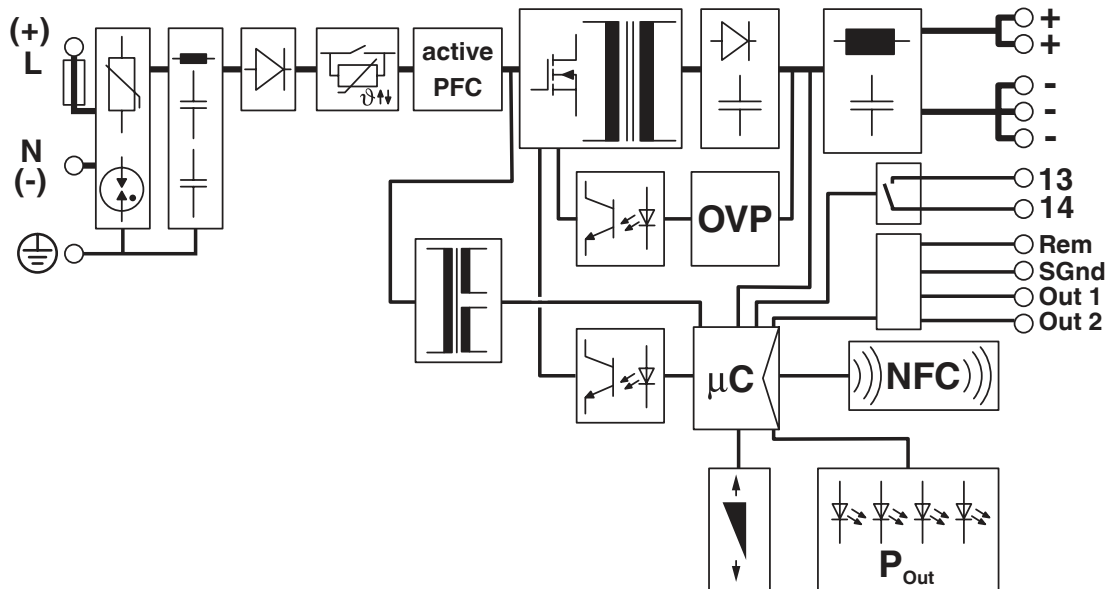 (+)
L
N
(-)
ϑ
active
PFC
+
+
-
-
-
OVP
13
14
Rem
SGnd
Out 1
Out 2
µC
NFC
P Out